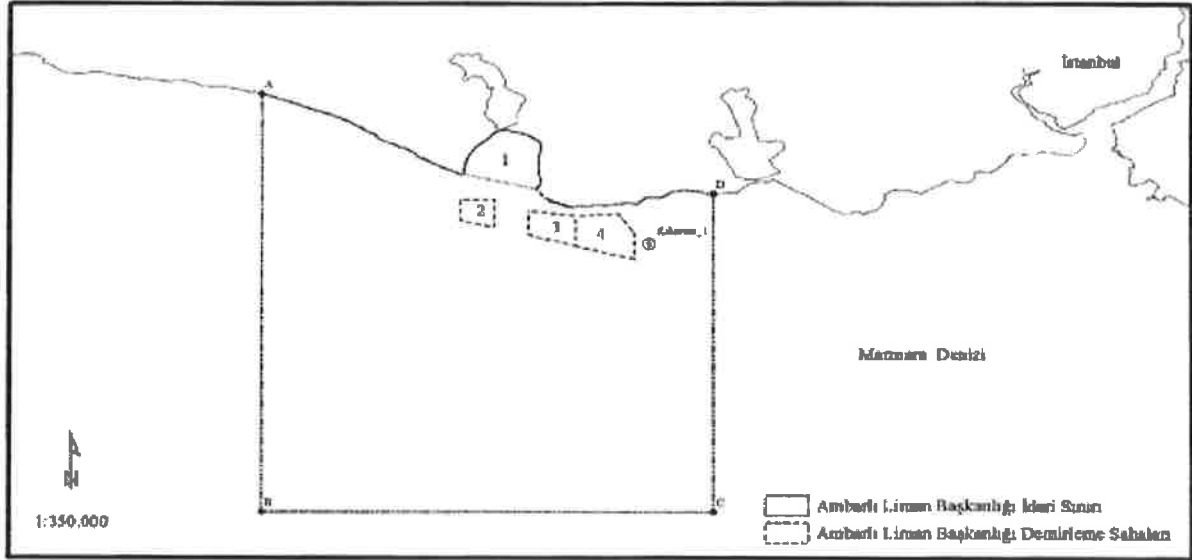 İstanbul
A
1
D
2
3
4
Marmara Denizi
N
B
C
1:350,000
Ambarlı Liman Başkanlığı İdari Sınırı
Ambarlı Liman Başkanlığı Demirleme Sahaları